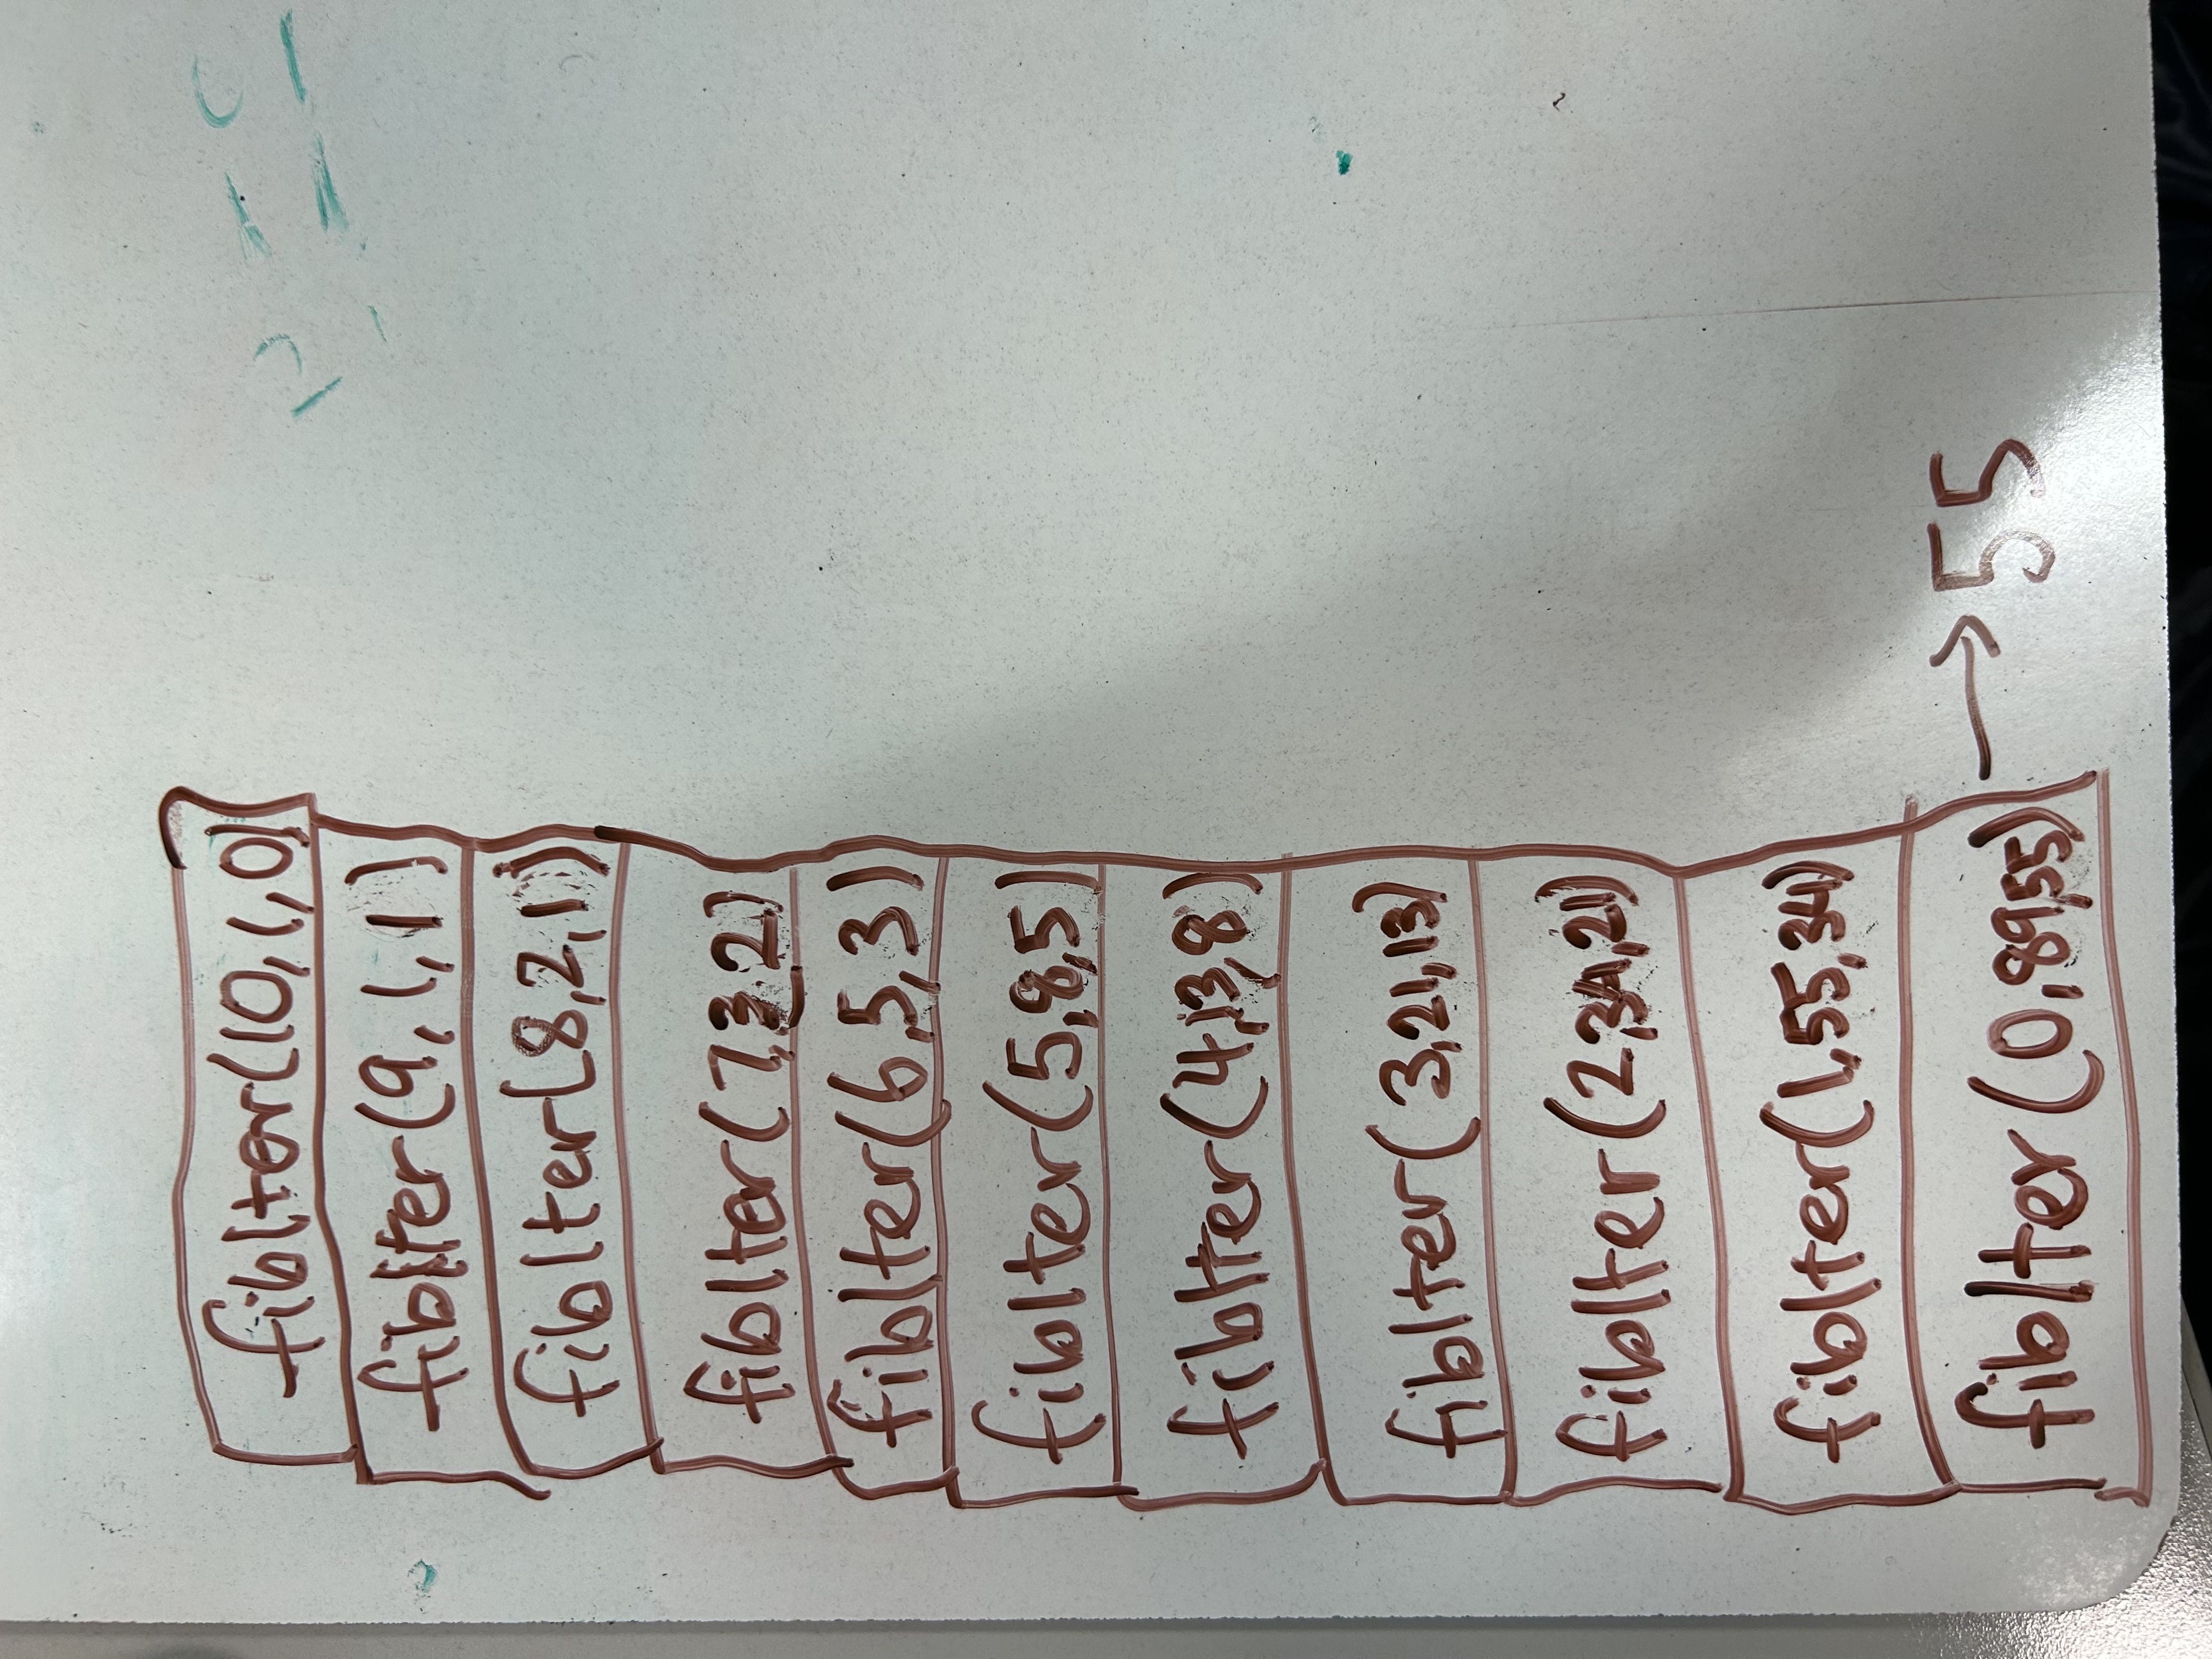 fibIter(10,1,0)
fibIter(9,1,1)
fibIter(8,2,1)
fibIter(7,3,2)
fibIter(6,5,3)
fibIter(5,8,5)
fibIter(4,13,8)
fibIter(3,21,13)
fibIter(2,34,21)
fibIter(1,55,34)
fibIter(0,89,55) → 55